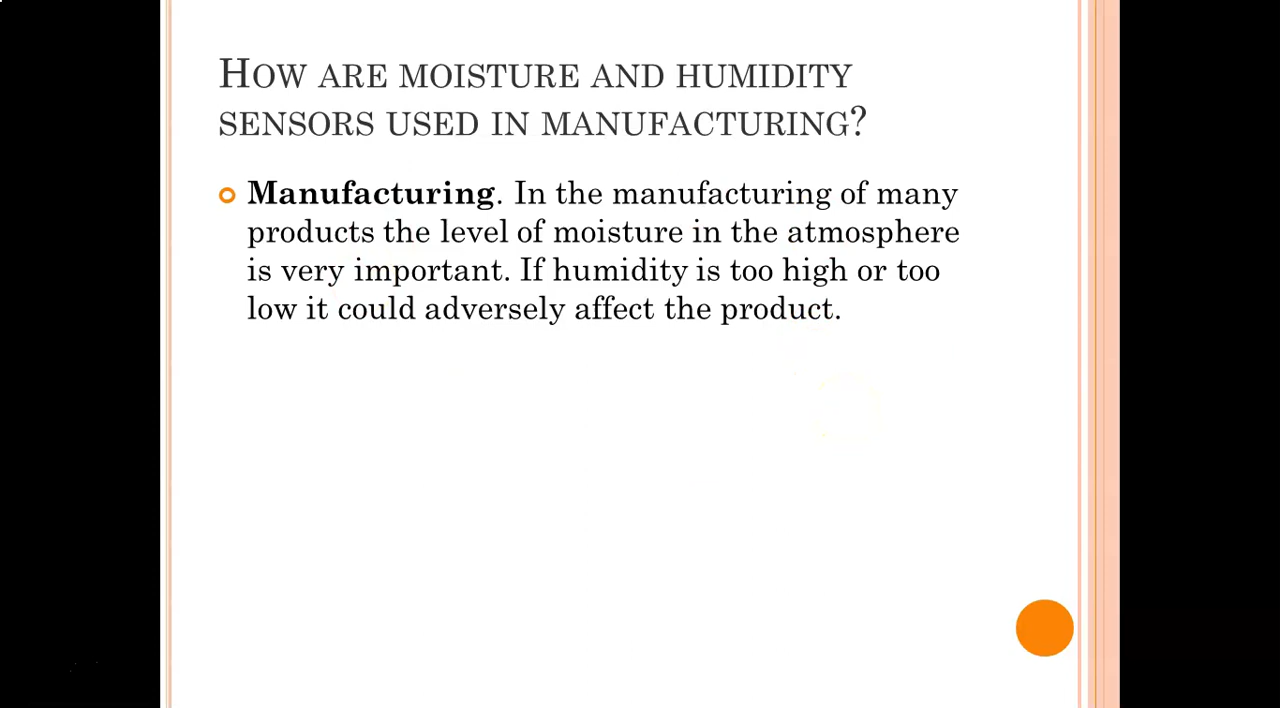 How are moisture and humidity
sensors used in manufacturing?
Manufacturing. In the manufacturing of many
products the level of moisture in the atmosphere
is very important. If humidity is too high or too
low it could adversely affect the product.